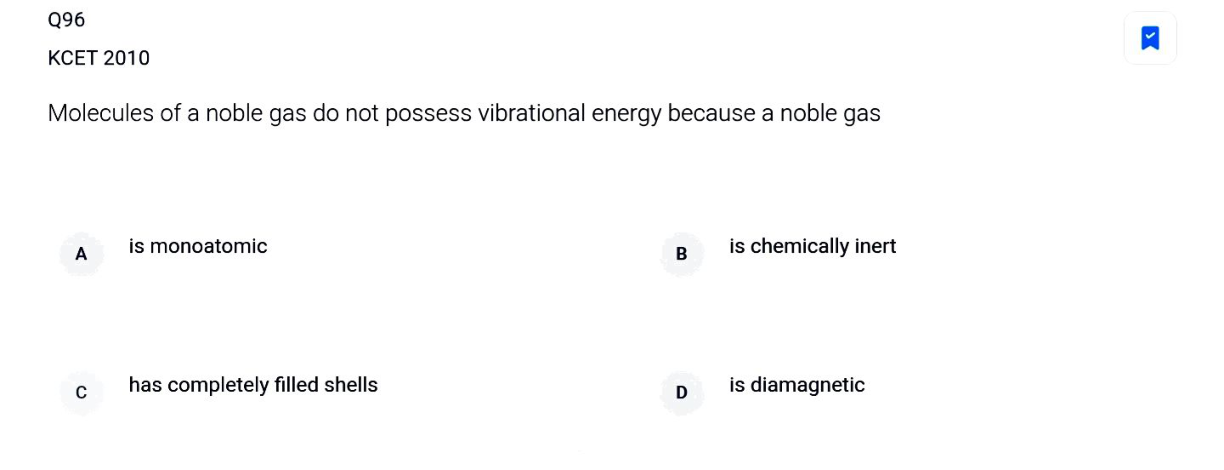 Q96
KCET 2010
Molecules of a noble gas do not possess vibrational energy because a noble gas
A is monoatomic
B is chemically inert
C has completely filled shells
D is diamagnetic